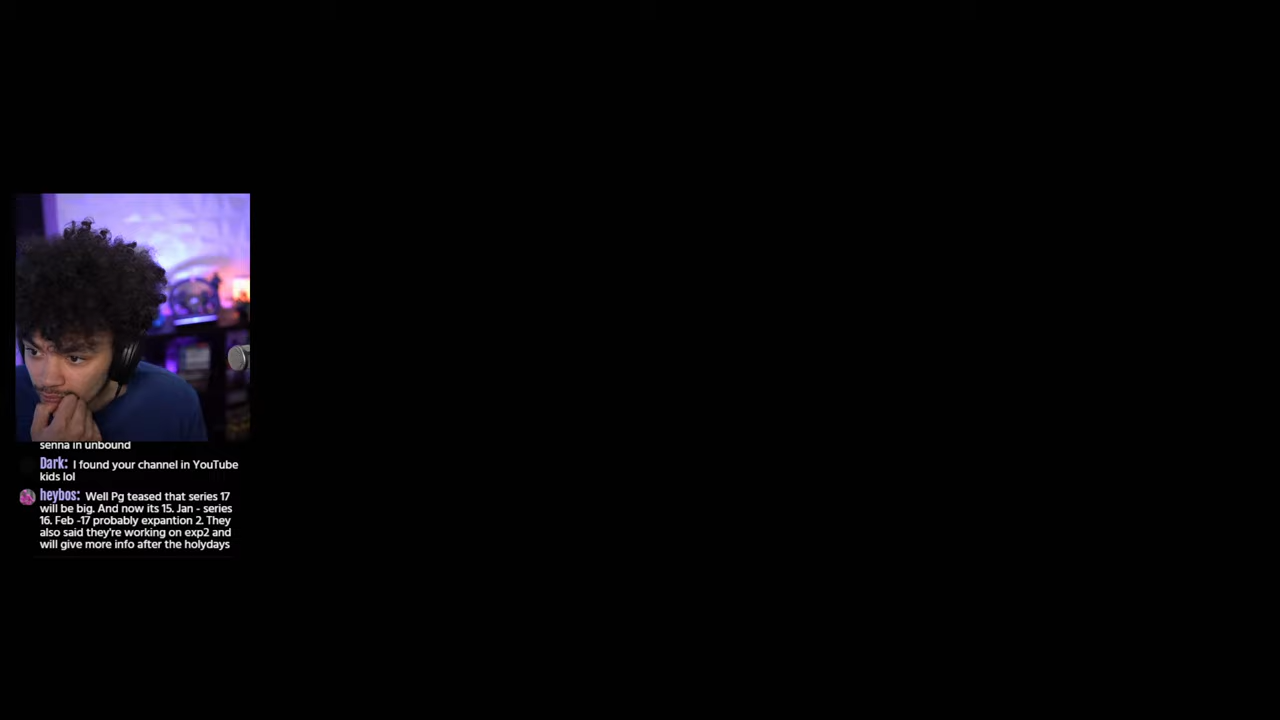 senna in unbound
Dark: I found your channel in YouTube
kids lol
heybos: Well Pg teased that series 17
will be big. And now its 15. Jan - series
16. Feb -17 probably expantion 2. They
also said they're working on exp2 and
will give more info after the holydays